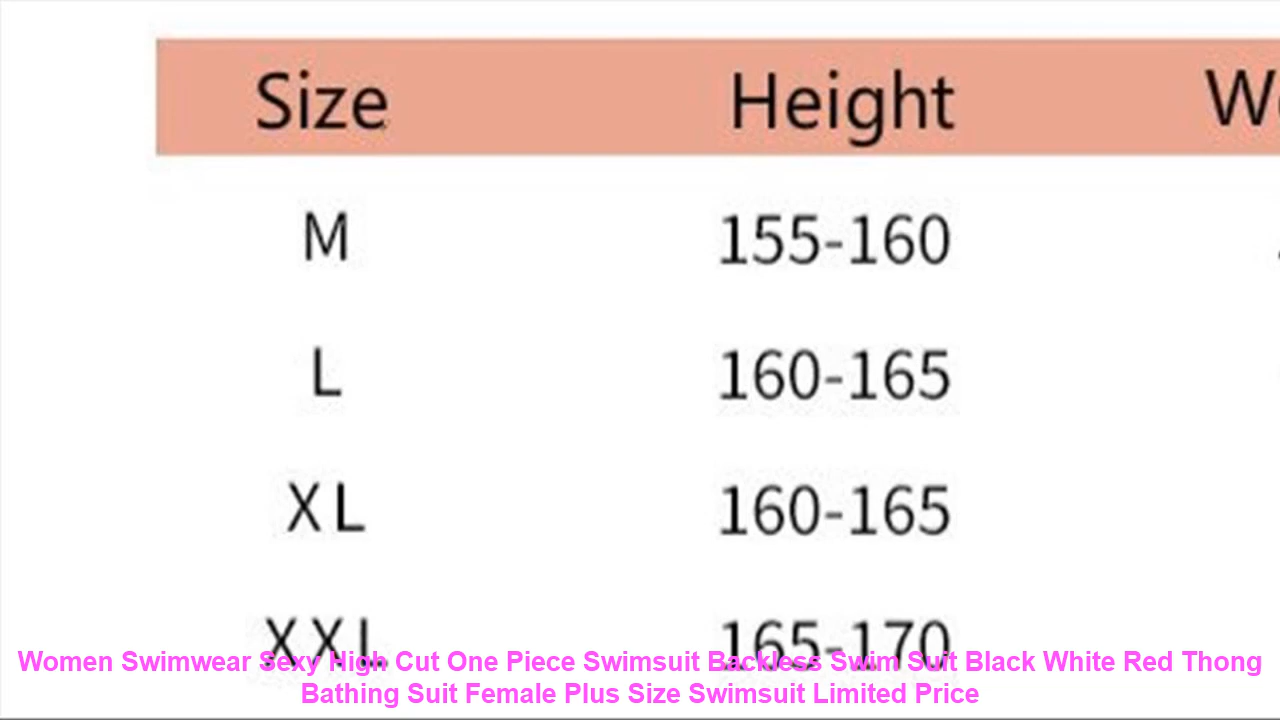 Size Height
M 155-160
L 160-165
XL 160-165
XXL 165-170
Women Swimwear Sexy High Cut One Piece Swimsuit Backless Swim Suit Black White Red Thong
Bathing Suit Female Plus Size Swimsuit Limited Price